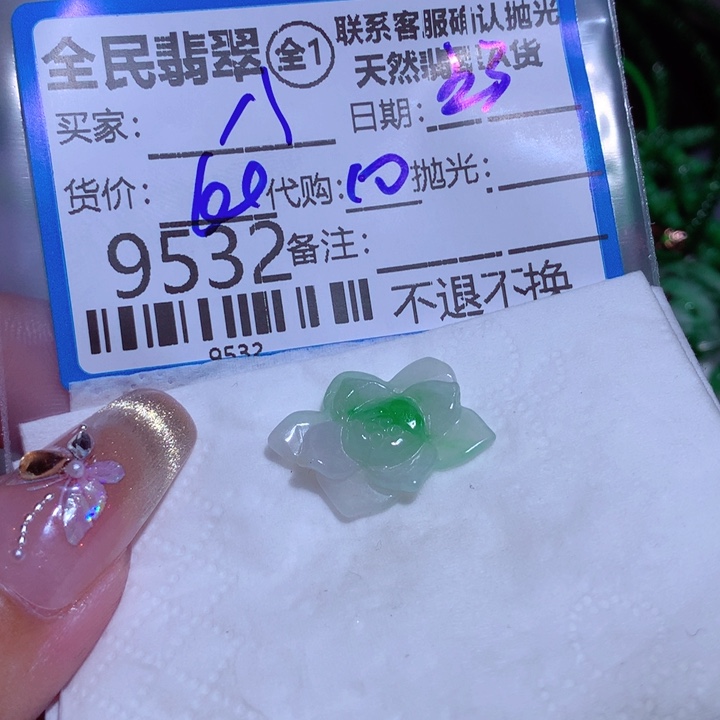 全民翡翠 全1 联系客服确认抛光
天然翡翠A货
买家: 八 日期: 23
货价: 60 代购: 10 抛光:
9532 备注:
不退不换
9532